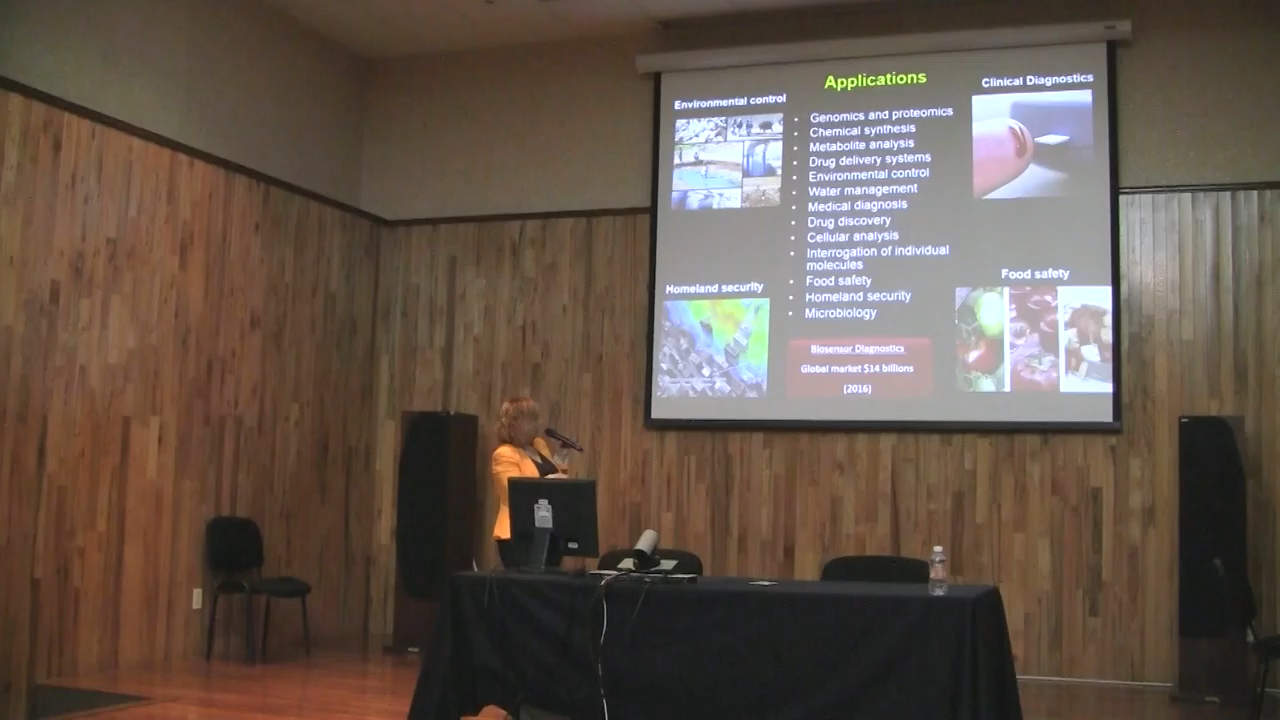 Applications
Environmental control
Clinical Diagnostics
• Genomics and proteomics
• Chemical synthesis
• Metabolite analysis
• Drug delivery systems
• Environmental control
• Water management
• Medical diagnosis
• Drug discovery
• Cellular analysis
• Interrogation of individual
molecules
• Food safety
• Homeland security
• Microbiology
Homeland security
Food safety
Biosensur Diagnostics
Global market $14 billions
(2016)